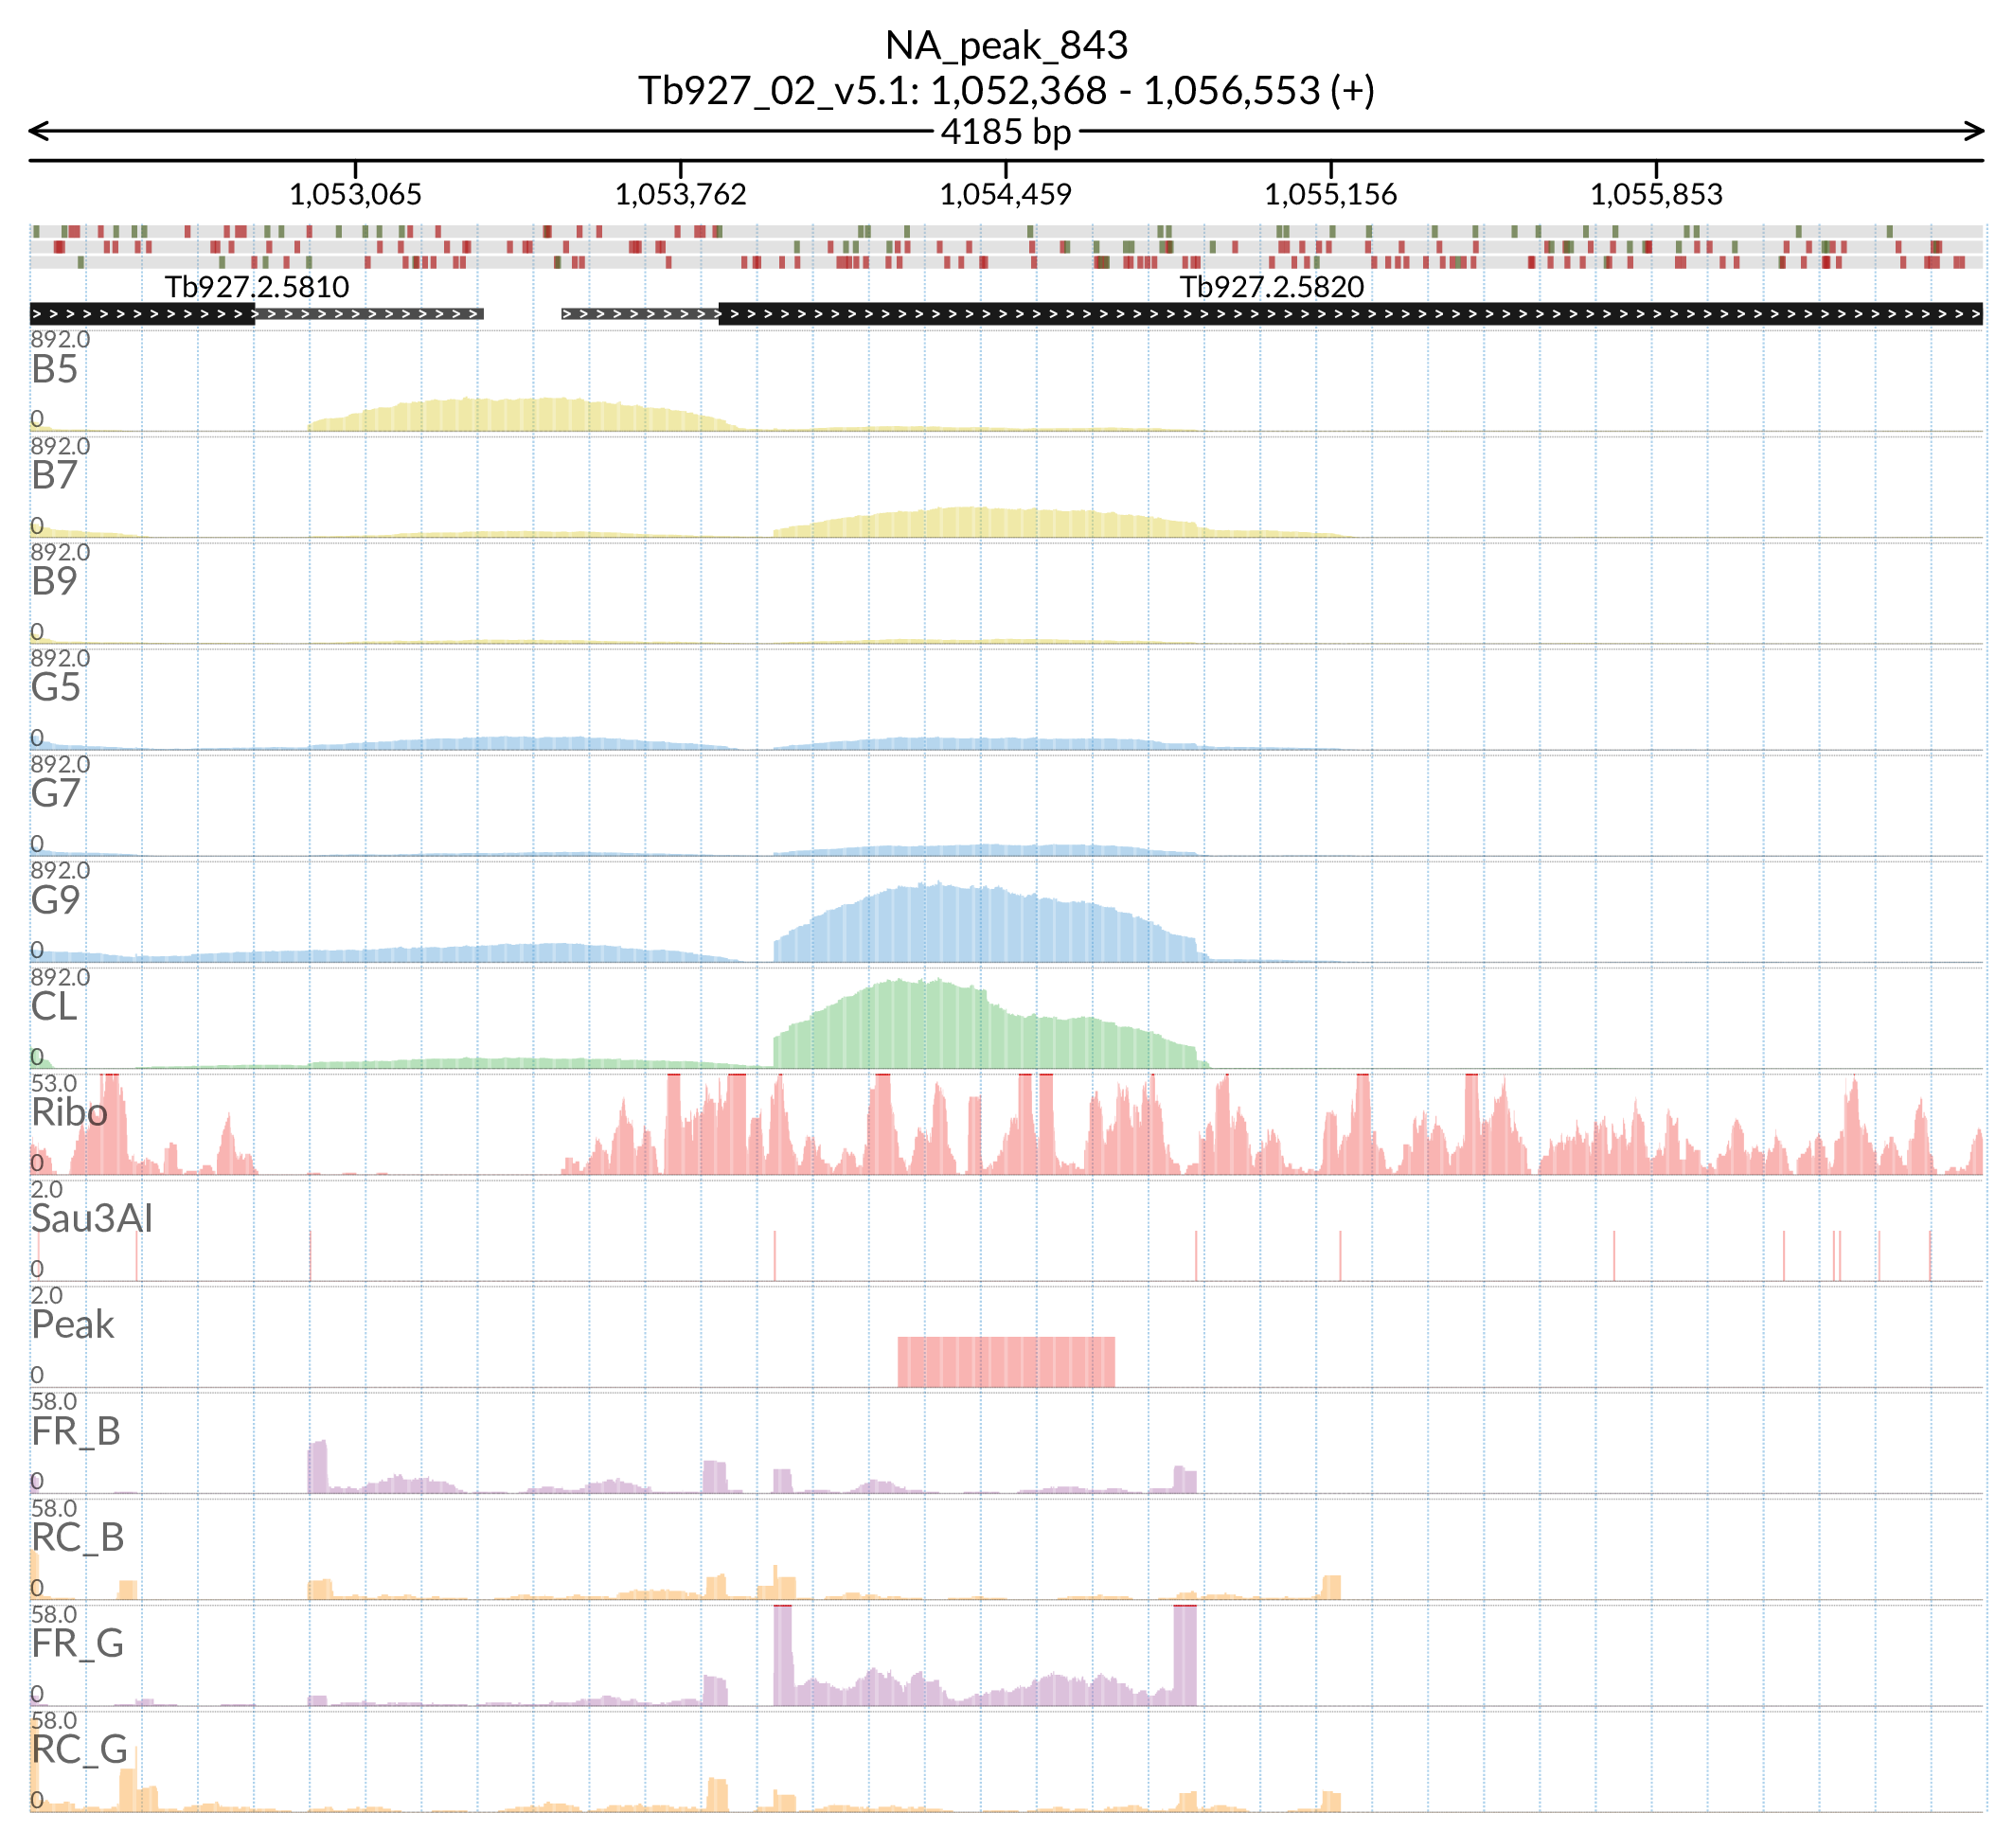 NA_peak_843
Tb927_02_v5.1: 1,052,368 - 1,056,553 (+)
4185 bp
1,053,065 1,053,762 1,054,459 1,055,156 1,055,853
Tb927.2.5810 Tb927.2.5820
892.0
B5
0
892.0
B7
0
892.0
B9
0
892.0
G5
0
892.0
G7
0
892.0
G9
0
892.0
CL
0
53.0
Ribo
0
2.0
Sau3AI
0
2.0
Peak
0
58.0
FR_B
0
58.0
RC_B
0
58.0
FR_G
0
58.0
RC_G
0